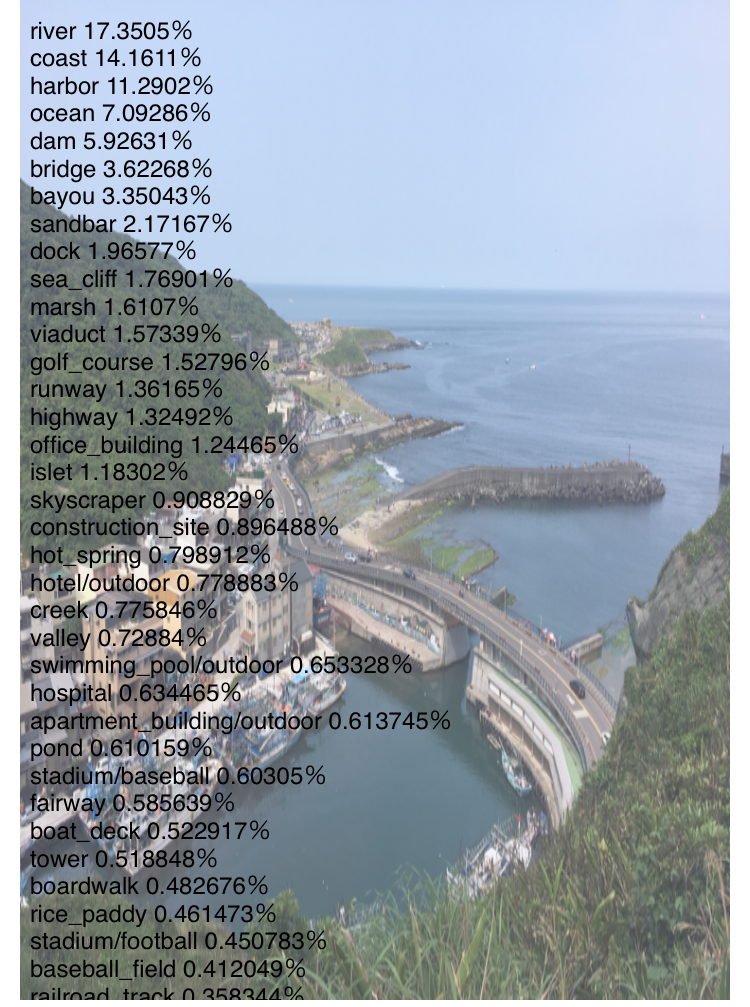 river 17.3505%
coast 14.1611%
harbor 11.2902%
ocean 7.09286%
dam 5.92631%
bridge 3.62268%
bayou 3.35043%
sandbar 2.17167%
dock 1.96577%
sea_cliff 1.76901%
marsh 1.6107%
viaduct 1.57339%
golf_course 1.52796%
runway 1.36165%
highway 1.32492%
office_building 1.24465%
islet 1.18302%
skyscraper 0.908829%
construction_site 0.896488%
hot_spring 0.798912%
hotel/outdoor 0.778883%
creek 0.775846%
valley 0.72884%
swimming_pool/outdoor 0.653328%
hospital 0.634465%
apartment_building/outdoor 0.613745%
pond 0.610159%
stadium/baseball 0.60305%
fairway 0.585639%
boat_deck 0.522917%
tower 0.518848%
boardwalk 0.482676%
rice_paddy 0.461473%
stadium/football 0.450783%
baseball_field 0.412049%
railroad_track 0.358344%